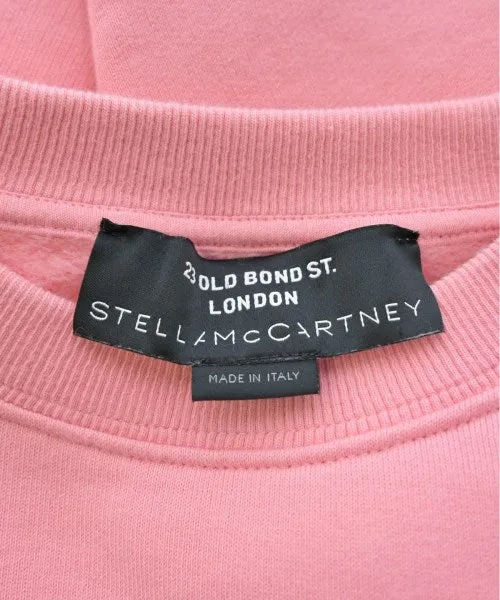 23 OLD BOND ST.
LONDON
STELLAMcCARTNEY
MADE IN ITALY